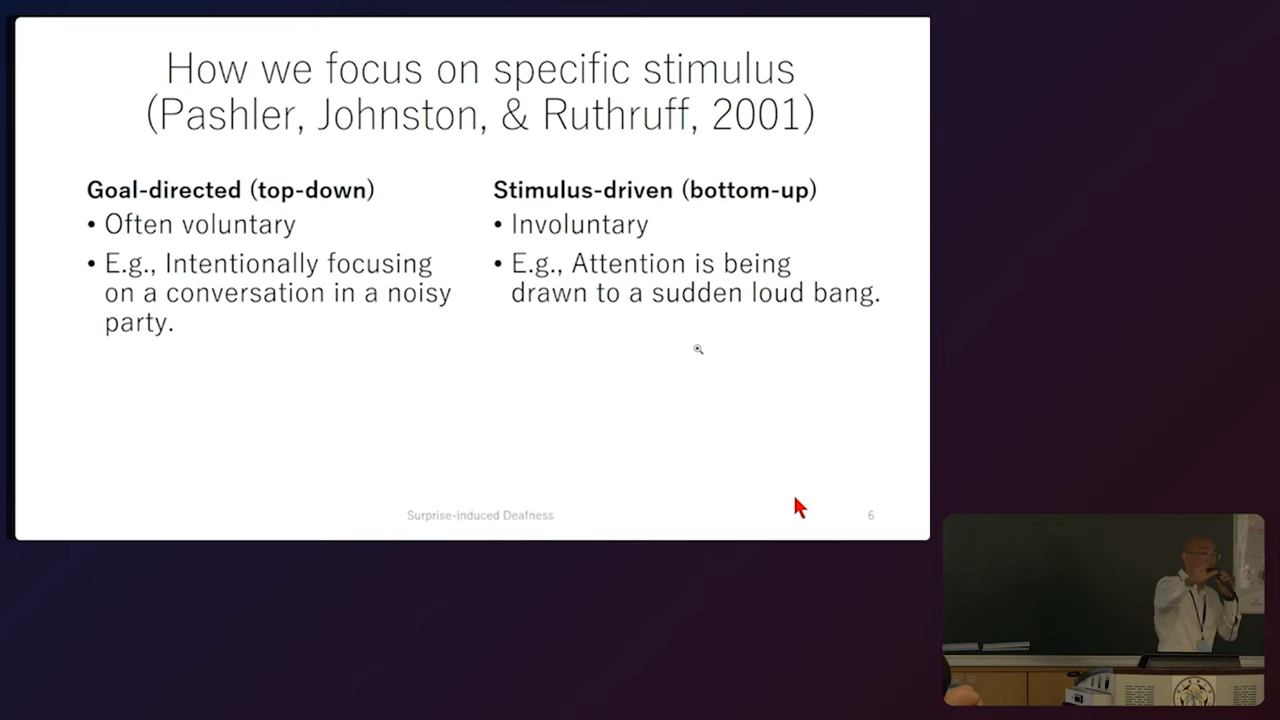 How we focus on specific stimulus
(Pashler, Johnston, & Ruthruff, 2001)
Goal-directed (top-down)
• Often voluntary
• E.g., Intentionally focusing
on a conversation in a noisy
party.
Stimulus-driven (bottom-up)
• Involuntary
• E.g., Attention is being
drawn to a sudden loud bang.
Surprise-induced Deafness
6